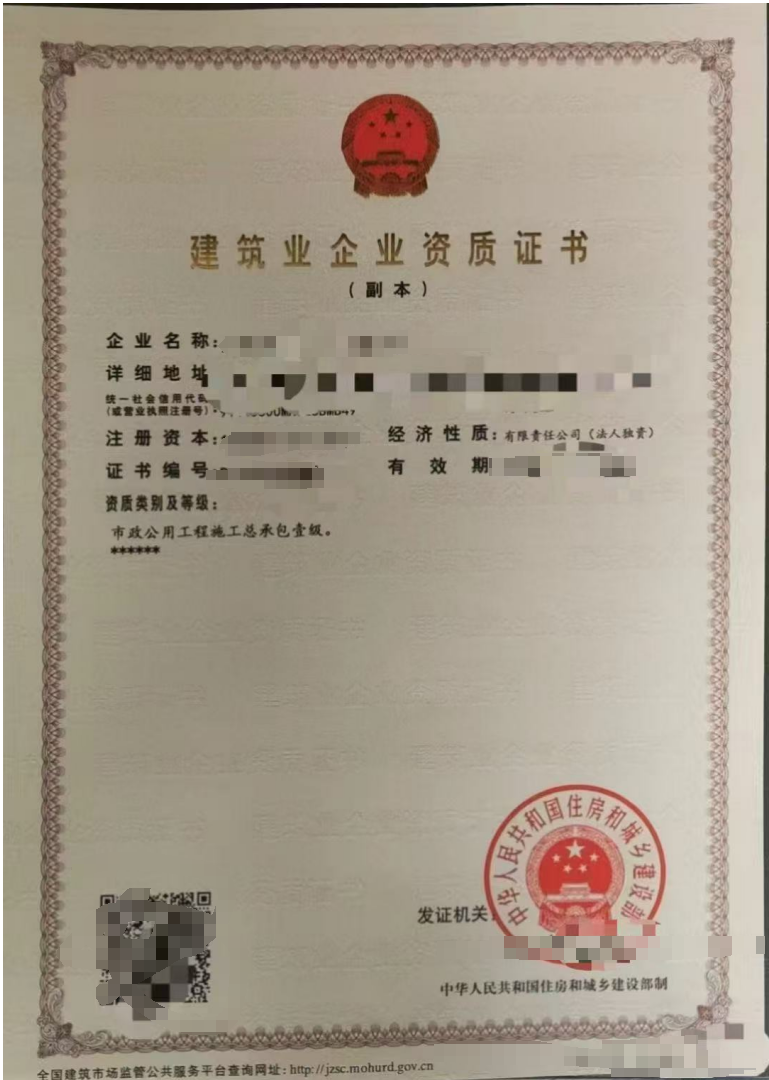 建筑业企业资质证书
(副本)
企业名称:
详细地址
统一社会信用代码
(或营业执照注册号):
注册资本:
经济性质:有限责任公司(法人独资)
证书编号
有效期
资质类别及等级:
市政公用工程施工总承包壹级。
******
中华人民共和国住房和城乡建设部
发证机关:
中华人民共和国住房和城乡建设部制
全国建筑市场监管公共服务平台查询网址:http://jzsc.mohurd.gov.cn